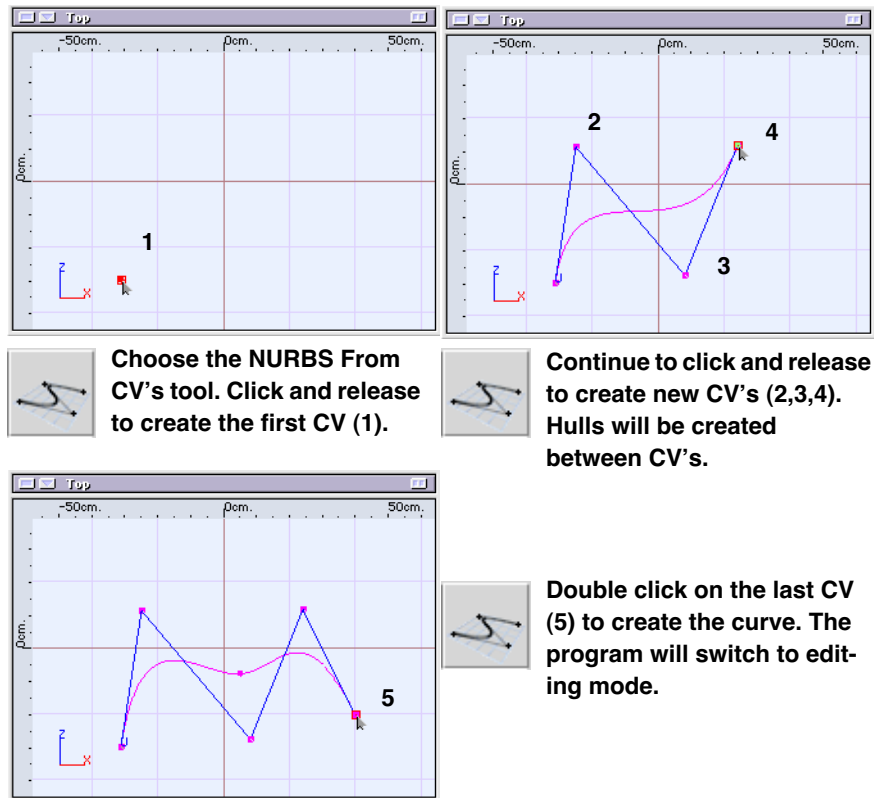 Top
-50cm. 0cm. 50cm.
0cm.
1
Z
X
Top
-50cm. 0cm. 50cm.
0cm.
2
4
3
Z
X
Choose the NURBS From
CV's tool. Click and release
to create the first CV (1).
Continue to click and release
to create new CV's (2,3,4).
Hulls will be created
between CV's.
Top
-50cm. 0cm. 50cm.
0cm.
5
Z
X
Double click on the last CV
(5) to create the curve. The
program will switch to edit-
ing mode.